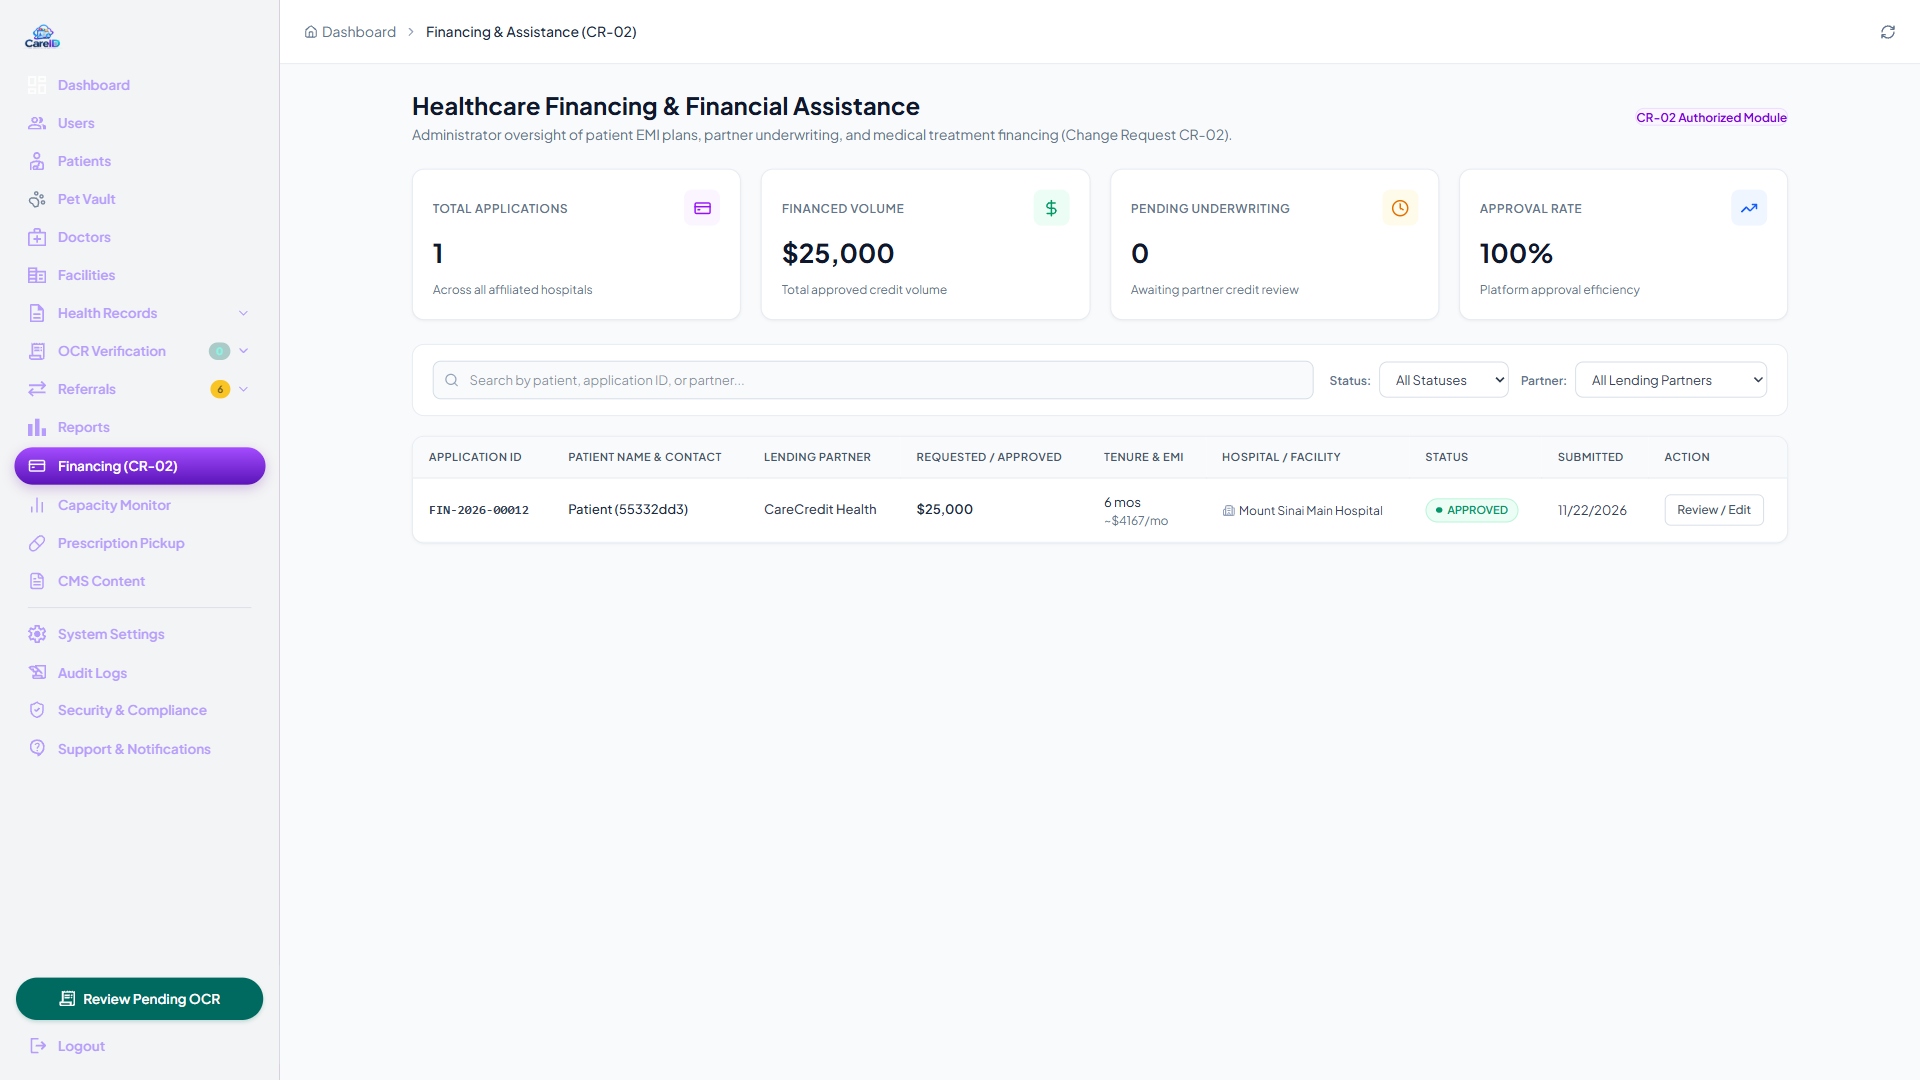 CareID
Dashboard
Users
Patients
Pet Vault
Doctors
Facilities
Health Records
OCR Verification 0
Referrals 6
Reports
Financing (CR-02)
Capacity Monitor
Prescription Pickup
CMS Content
System Settings
Audit Logs
Security & Compliance
Support & Notifications
Review Pending OCR
Logout
Dashboard > Financing & Assistance (CR-02)
Healthcare Financing & Financial Assistance
Administrator oversight of patient EMI plans, partner underwriting, and medical treatment financing (Change Request CR-02).
CR-02 Authorized Module
TOTAL APPLICATIONS
1
Across all affiliated hospitals
FINANCED VOLUME
$25,000
Total approved credit volume
PENDING UNDERWRITING
0
Awaiting partner credit review
APPROVAL RATE
100%
Platform approval efficiency
Search by patient, application ID, or partner...
Status: All Statuses
Partner: All Lending Partners
APPLICATION ID PATIENT NAME & CONTACT LENDING PARTNER REQUESTED / APPROVED TENURE & EMI HOSPITAL / FACILITY STATUS SUBMITTED ACTION
FIN-2026-00012 Patient (55332dd3) CareCredit Health $25,000 6 mos Mount Sinai Main Hospital APPROVED 11/22/2026 Review / Edit
~$4167/mo